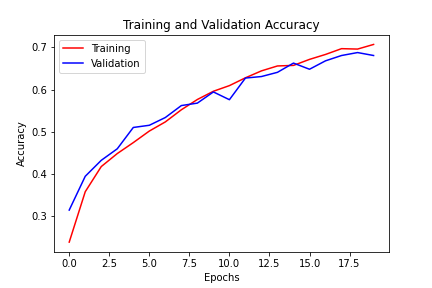 Training and Validation Accuracy
Training
Validation
0.7
0.6
0.5
0.4
0.3
Accuracy
0.0
2.5
5.0
7.5
10.0
12.5
15.0
17.5
Epochs